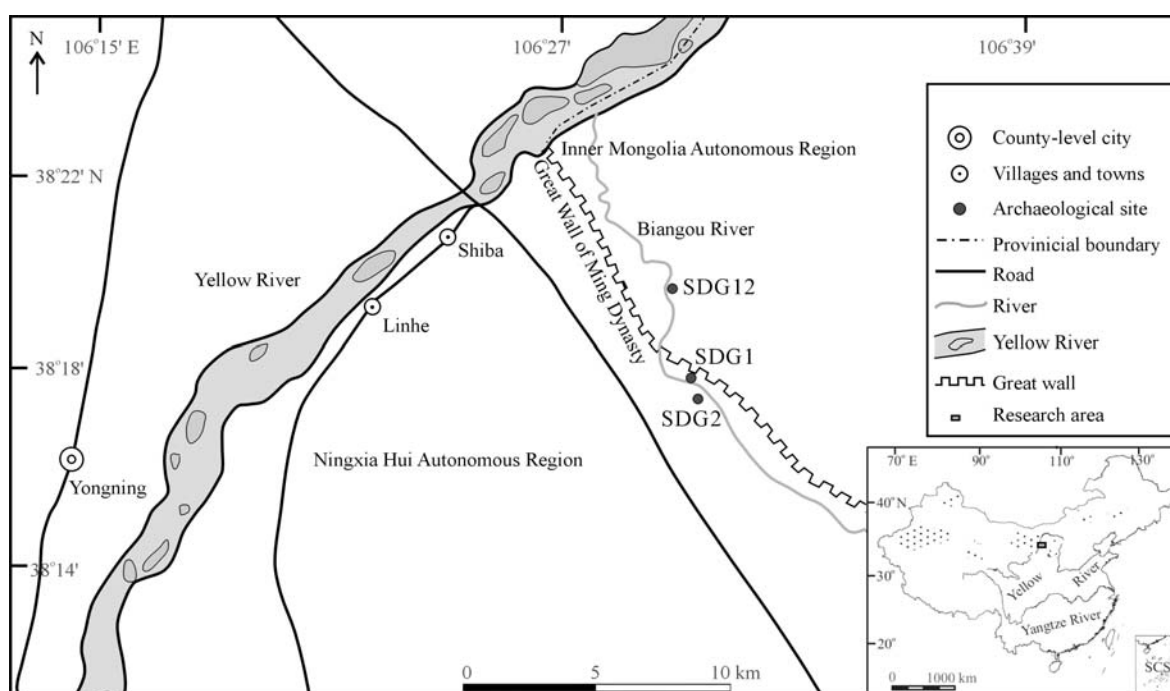 106°15' E
106°27'
106°39'
N
38°22' N
38°18'
38°14'
Inner Mongolia Autonomous Region
Great Wall of Ming Dynasty
Biangou River
Shiba
Yellow River
Linhe
SDG12
SDG1
SDG2
Ningxia Hui Autonomous Region
Yongning
0 5 10 km
County-level city
Villages and towns
Archaeological site
Provinicial boundary
Road
River
Yellow River
Great wall
Research area
70° E 90° 110° 130°
40° N
30°
20°
Yellow River
Yangtze River
0 1000 km
SCS